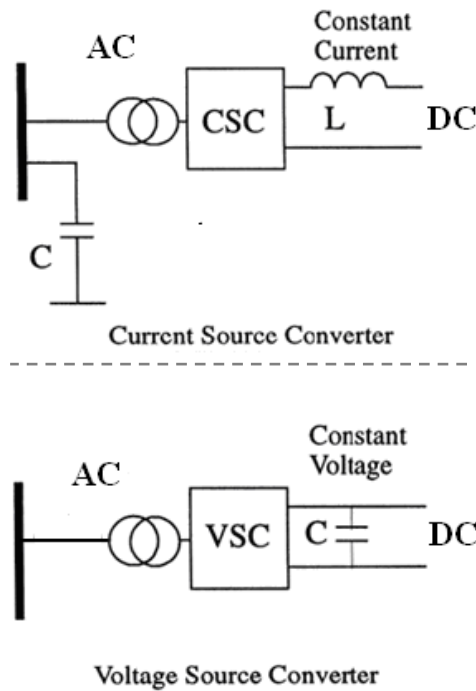 Constant
Current
AC
CSC
L
DC
C
Current Source Converter
Constant
Voltage
AC
VSC
C
DC
Voltage Source Converter